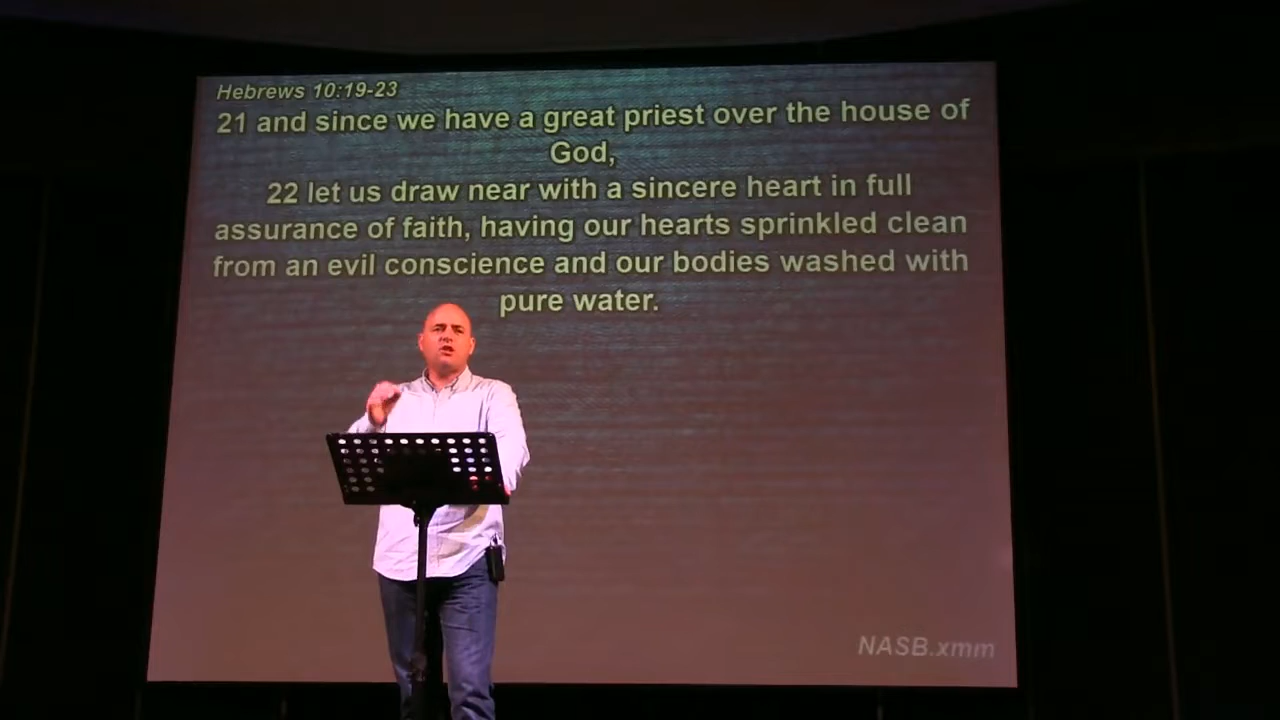 Hebrews 10:19-23
21 and since we have a great priest over the house of
God,
22 let us draw near with a sincere heart in full
assurance of faith, having our hearts sprinkled clean
from an evil conscience and our bodies washed with
pure water.
NASB.xmm